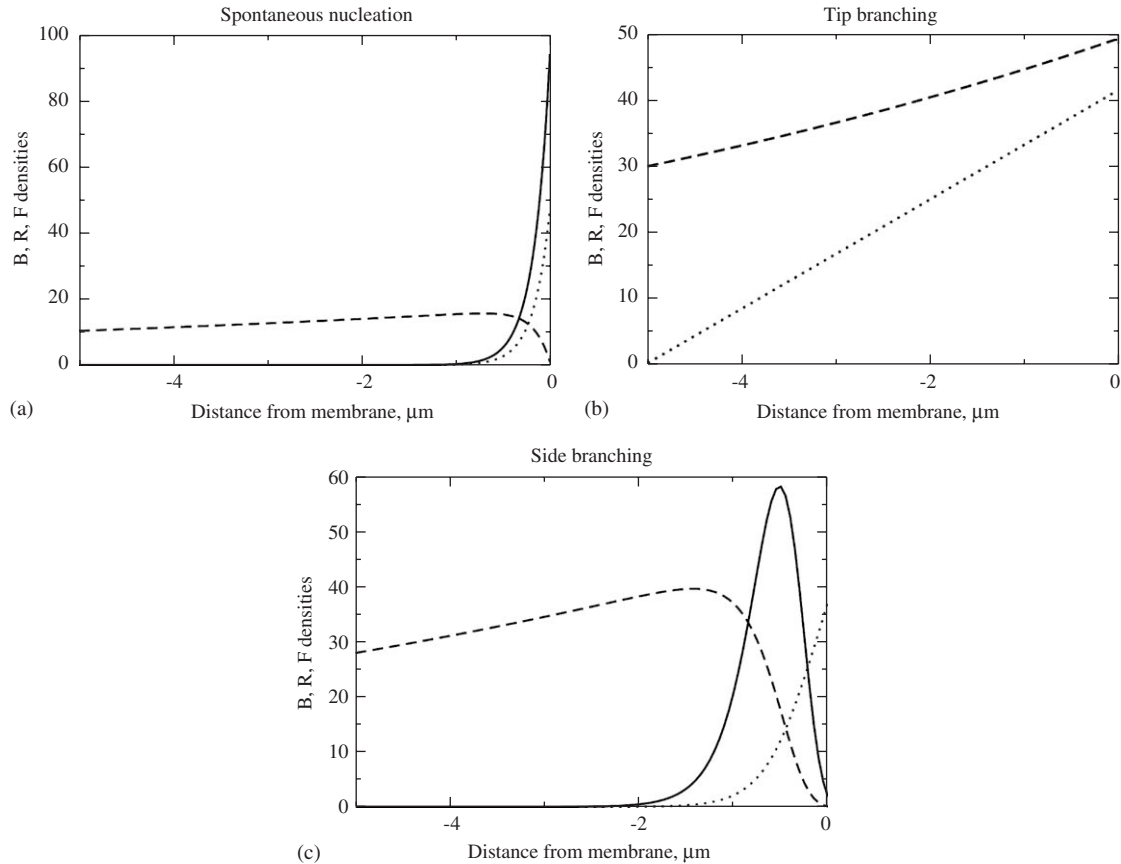 Spontaneous nucleation
100
80
60
40
20
0
B, R, F densities
-4
-2
0
Distance from membrane, μm
(a)
Tip branching
50
40
30
20
10
0
B, R, F densities
-4
-2
0
Distance from membrane, μm
(b)
Side branching
60
50
40
30
20
10
0
B, R, F densities
-4
-2
0
Distance from membrane, μm
(c)